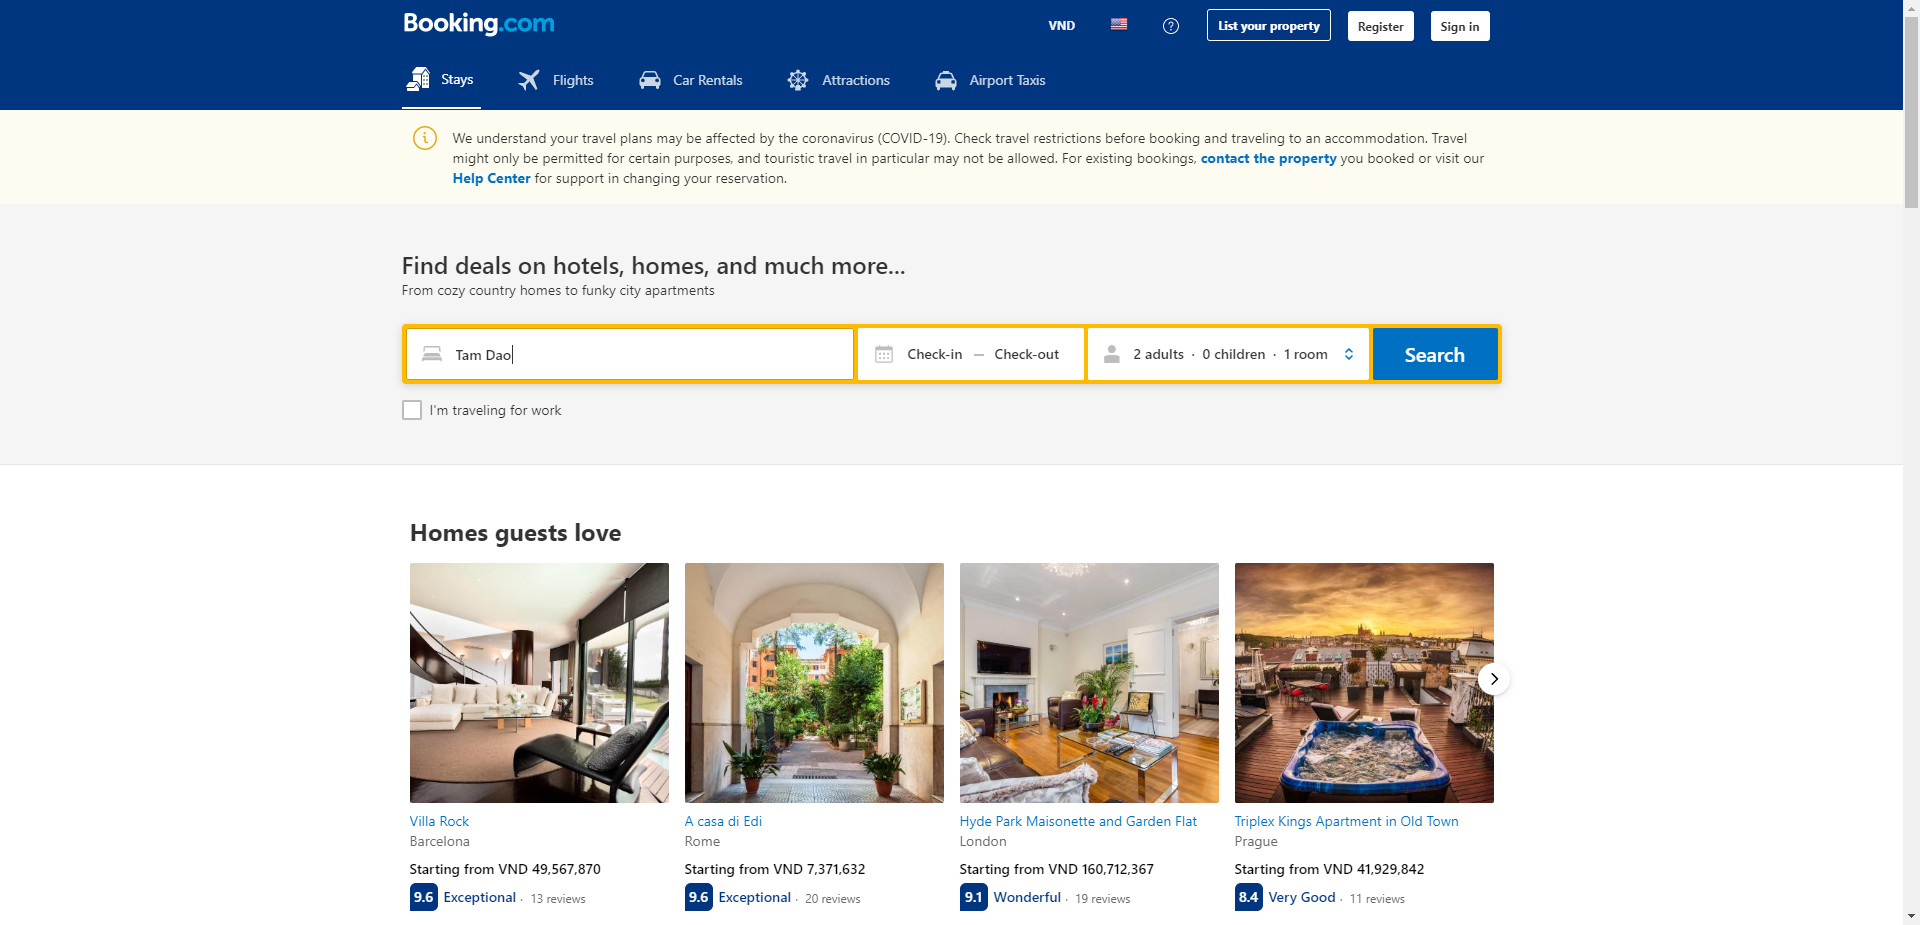 Booking.com
VND
List your property
Register
Sign in
Stays
Flights
Car Rentals
Attractions
Airport Taxis
We understand your travel plans may be affected by the coronavirus (COVID-19). Check travel restrictions before booking and traveling to an accommodation. Travel
might only be permitted for certain purposes, and touristic travel in particular may not be allowed. For existing bookings, contact the property you booked or visit our
Help Center for support in changing your reservation.
Find deals on hotels, homes, and much more...
From cozy country homes to funky city apartments
Tam Dao
Check-in — Check-out
2 adults · 0 children · 1 room
Search
I'm traveling for work
Homes guests love
Villa Rock
Barcelona
Starting from VND 49,567,870
9.6 Exceptional · 13 reviews
A casa di Edi
Rome
Starting from VND 7,371,632
9.6 Exceptional · 20 reviews
Hyde Park Maisonette and Garden Flat
London
Starting from VND 160,712,367
9.1 Wonderful · 19 reviews
Triplex Kings Apartment in Old Town
Prague
Starting from VND 41,929,842
8.4 Very Good · 11 reviews